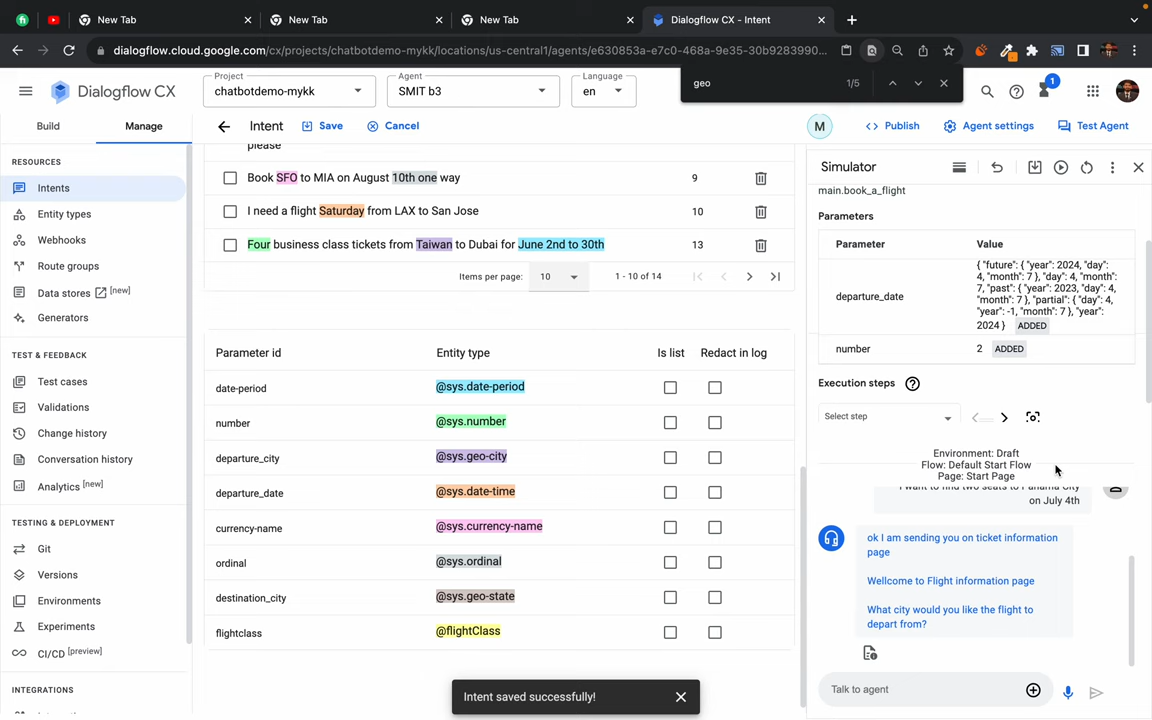 New Tab
New Tab
New Tab
Dialogflow CX - Intent
dialogflow.cloud.google.com/cx/projects/chatbotdemo-mykk/locations/us-central1/agents/e630853a-e7c0-468a-9e35-30b9283990...
geo
1/5
Dialogflow CX
Project
chatbotdemo-mykk
Agent
SMIT b3
Language
en
1
Build
Manage
Intent
Save
Cancel
M
Publish
Agent settings
Test Agent
RESOURCES
Intents
Entity types
Webhooks
Route groups
Data stores [new]
Generators
TEST & FEEDBACK
Test cases
Validations
Change history
Conversation history
Analytics [new]
TESTING & DEPLOYMENT
Git
Versions
Environments
Experiments
CI/CD [preview]
INTEGRATIONS
please
Book SFO to MIA on August 10th one way
9
I need a flight Saturday from LAX to San Jose
10
Four business class tickets from Taiwan to Dubai for June 2nd to 30th
13
Items per page:
10
1 - 10 of 14
Parameter id
Entity type
Is list
Redact in log
date-period
@sys.date-period
number
@sys.number
departure_city
@sys.geo-city
departure_date
@sys.date-time
currency-name
@sys.currency-name
ordinal
@sys.ordinal
destination_city
@sys.geo-state
flightclass
@flightClass
Intent saved successfully!
Simulator
main.book_a_flight
Parameters
Parameter
Value
departure_date
{ "future": { "year": 2024, "day":
4, "month": 7 }, "day": 4, "month":
7, "past": { "year": 2023, "day": 4,
"month": 7 }, "partial": { "day": 4,
"year": -1, "month": 7 }, "year":
2024 } ADDED
number
2 ADDED
Execution steps
Select step
Environment: Draft
Flow: Default Start Flow
Page: Start Page
I want to find two seats to Panama City
on July 4th
ok I am sending you on ticket information
page
Wellcome to Flight information page
What city would you like the flight to
depart from?
Talk to agent